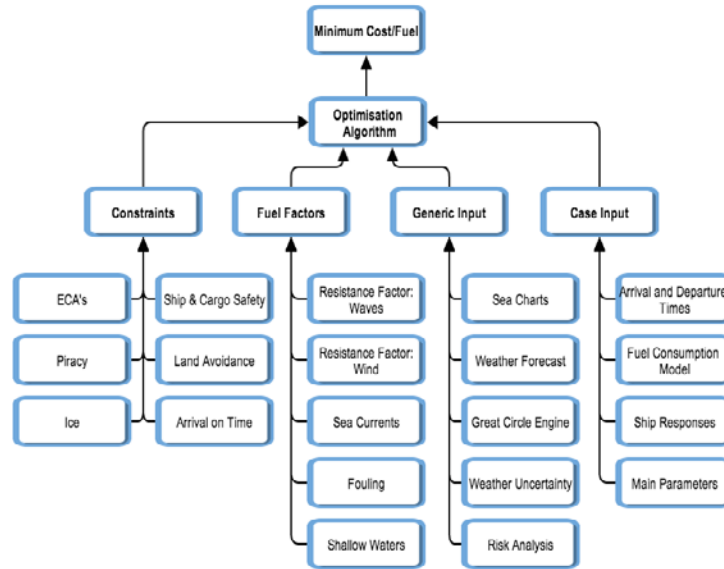 Minimum Cost/Fuel
Optimisation
Algorithm
Constraints
Fuel Factors
Generic Input
Case Input
ECA's
Ship & Cargo Safety
Piracy
Land Avoidance
Ice
Arrival on Time
Resistance Factor:
Waves
Resistance Factor:
Wind
Sea Currents
Fouling
Shallow Waters
Sea Charts
Weather Forecast
Great Circle Engine
Weather Uncertainty
Risk Analysis
Arrival and Departure
Times
Fuel Consumption
Model
Ship Responses
Main Parameters